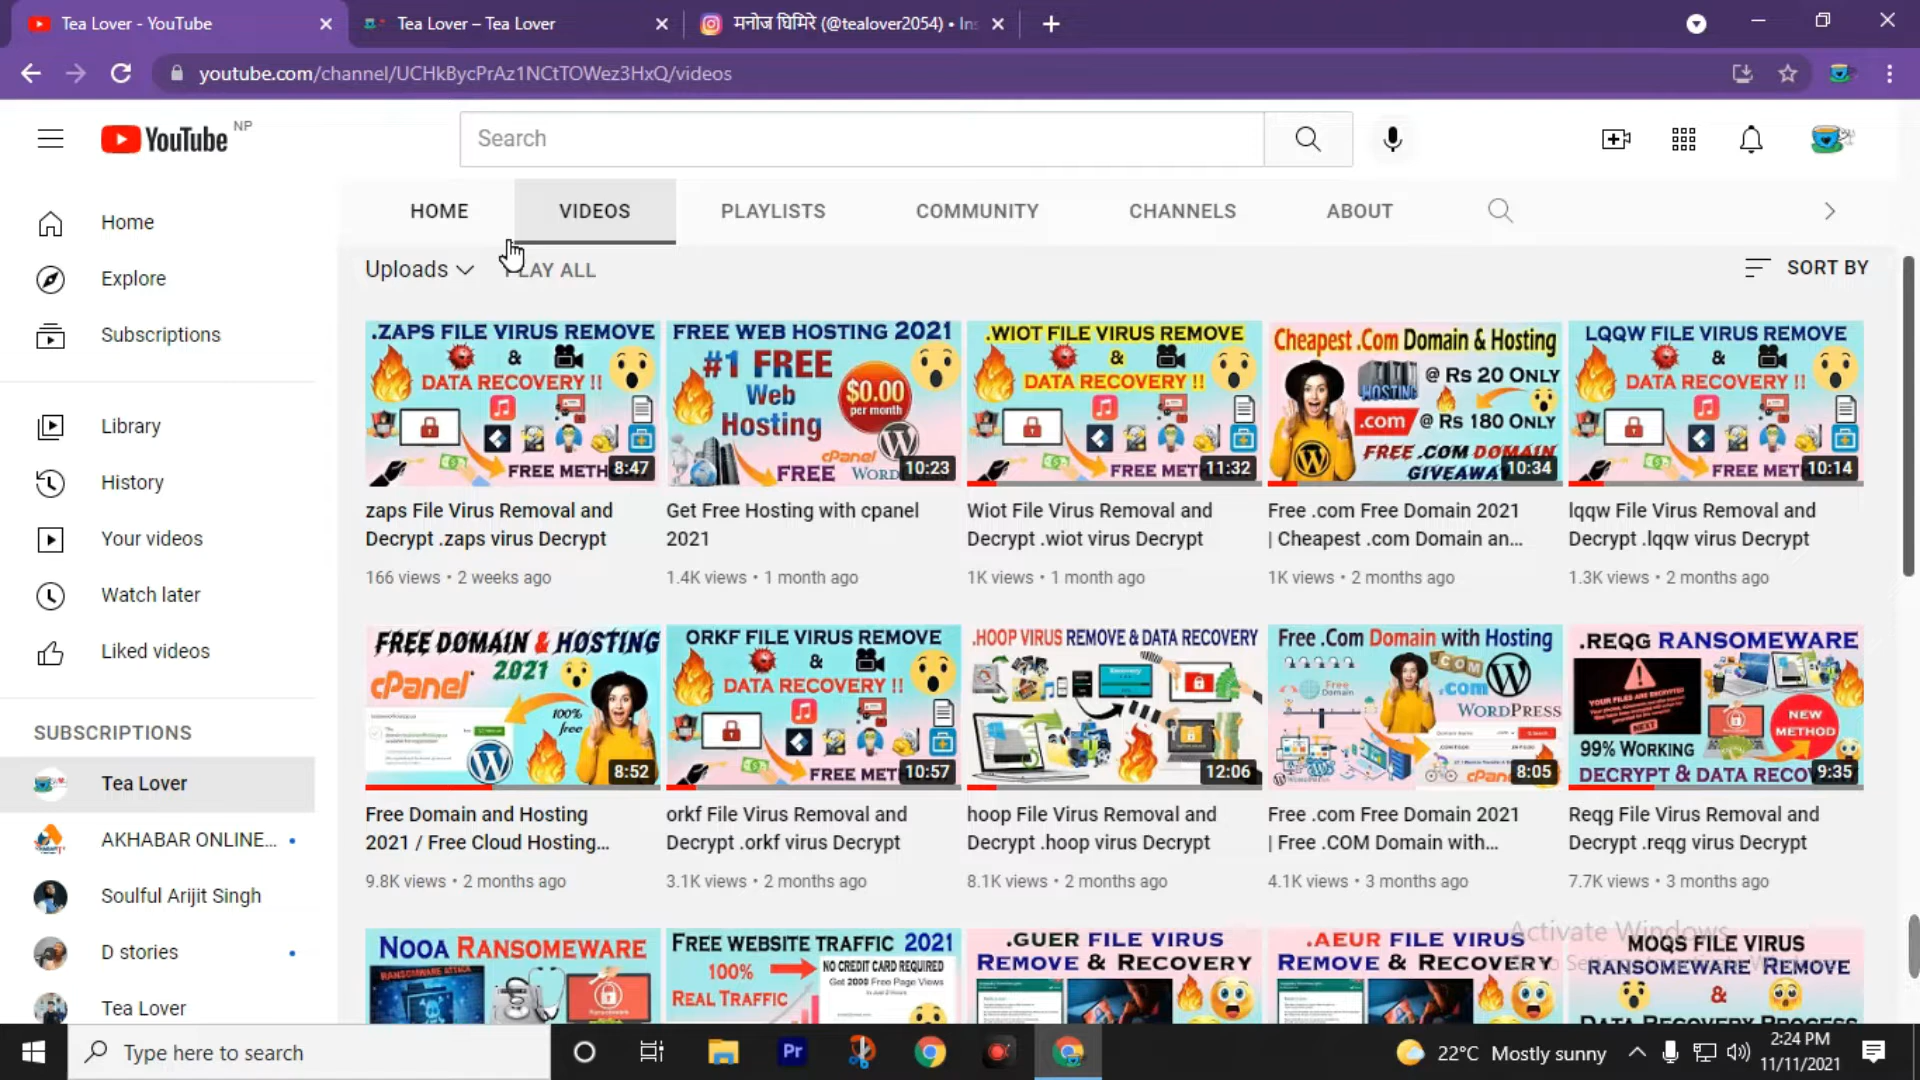 Tea Lover - YouTube
Tea Lover – Tea Lover
मनोज घिमिरे (@tealover2054) • Ins
youtube.com/channel/UCHkBycPrAz1NCtTOWez3HxQ/videos
YouTube NP
Search
HOME VIDEOS PLAYLISTS COMMUNITY CHANNELS ABOUT
Home
Explore
Subscriptions
Library
History
Your videos
Watch later
Liked videos
SUBSCRIPTIONS
Tea Lover
AKHABAR ONLINE...
Soulful Arijit Singh
D stories
Tea Lover
Uploads PLAY ALL SORT BY
.ZAPS FILE VIRUS REMOVE
&
DATA RECOVERY !!
FREE METH
8:47
zaps File Virus Removal and
Decrypt .zaps virus Decrypt
166 views • 2 weeks ago
FREE WEB HOSTING 2021
#1 FREE
Web
Hosting
$0.00
per month
cPanel
FREE WORD
10:23
Get Free Hosting with cpanel
2021
1.4K views • 1 month ago
.WIOT FILE VIRUS REMOVE
&
DATA RECOVERY !!
FREE MET
11:32
Wiot File Virus Removal and
Decrypt .wiot virus Decrypt
1K views • 1 month ago
Cheapest .Com Domain & Hosting
HOSTING @ Rs 20 ONLY
.com @ Rs 180 ONLY
FREE .COM DOMAIN
GIVEAWA
10:34
Free .com Free Domain 2021
| Cheapest .com Domain an...
1K views • 2 months ago
LQQW FILE VIRUS REMOVE
&
DATA RECOVERY !!
FREE MET
10:14
lqqw File Virus Removal and
Decrypt .lqqw virus Decrypt
1.3K views • 2 months ago
FREE DOMAIN & HOSTING
2021
cPanel
100%
free
8:52
Free Domain and Hosting
2021 / Free Cloud Hosting...
9.8K views • 2 months ago
ORKF FILE VIRUS REMOVE
&
DATA RECOVERY !!
FREE MET
10:57
orkf File Virus Removal and
Decrypt .orkf virus Decrypt
3.1K views • 2 months ago
.HOOP VIRUS REMOVE & DATA RECOVERY
12:06
hoop File Virus Removal and
Decrypt .hoop virus Decrypt
8.1K views • 2 months ago
Free .Com Domain with Hosting
Free
Domain
.COM
WORDPRESS
8:05
Free .com Free Domain 2021
| Free .COM Domain with...
4.1K views • 3 months ago
.REQG RANSOMEWARE
YOUR FILES ARE ENCRYPTED
NEW
METHOD
99% WORKING
DECRYPT & DATA RECOV
9:35
Reqg File Virus Removal and
Decrypt .reqg virus Decrypt
7.7K views • 3 months ago
NOOA RANSOMEWARE
RANSOMWARE ATTACK
FREE WEBSITE TRAFFIC 2021
100%
REAL TRAFFIC
NO CREDIT CARD REQUIRED
Get 2000 Free Page Views
.GUER FILE VIRUS
REMOVE & RECOVERY
.AEUR FILE VIRUS
REMOVE & RECOVERY
MOQS FILE VIRUS
RANSOMWARE REMOVE
&
DATA RECOVERY PROCESS
Activate Windows
Go to Settings to activate Windows.
Type here to search
Pr
22°C Mostly sunny
2:24 PM
11/11/2021